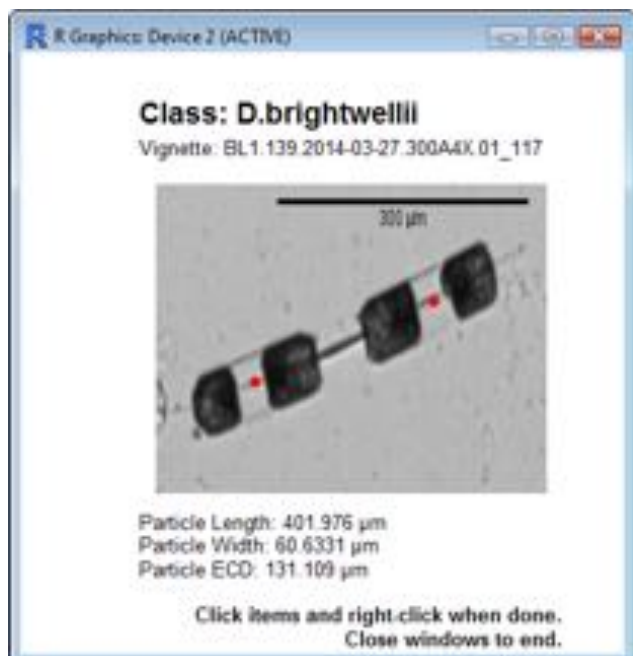 R Graphics: Device 2 (ACTIVE)
Class: D.brightwellii
Vignette: BL1.139.2014-03-27.300A4X.01_117
300 µm
Particle Length: 401.976 µm
Particle Width: 60.6331 µm
Particle ECD: 131.109 µm
Click items and right-click when done.
Close windows to end.